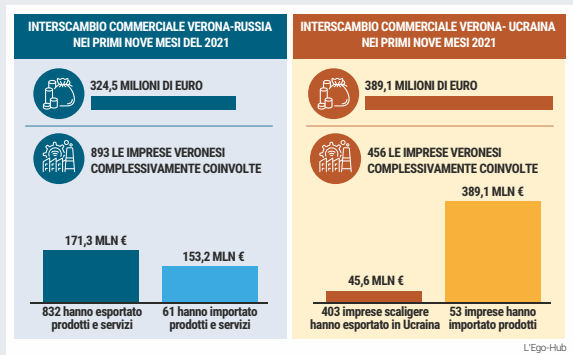 INTERSCAMBIO COMMERCIALE VERONA-RUSSIA
NEI PRIMI NOVE MESI DEL 2021
324,5 MILIONI DI EURO
893 LE IMPRESE VERONESI
COMPLESSIVAMENTE COINVOLTE
171,3 MLN €
153,2 MLN €
832 hanno esportato
prodotti e servizi
61 hanno importato
prodotti e servizi
INTERSCAMBIO COMMERCIALE VERONA- UCRAINA
NEI PRIMI NOVE MESI 2021
389,1 MILIONI DI EURO
456 LE IMPRESE VERONESI
COMPLESSIVAMENTE COINVOLTE
389,1 MLN €
45,6 MLN €
403 imprese scaligere
hanno esportato in Ucraina
53 imprese hanno
importato prodotti
L'Ego-Hub